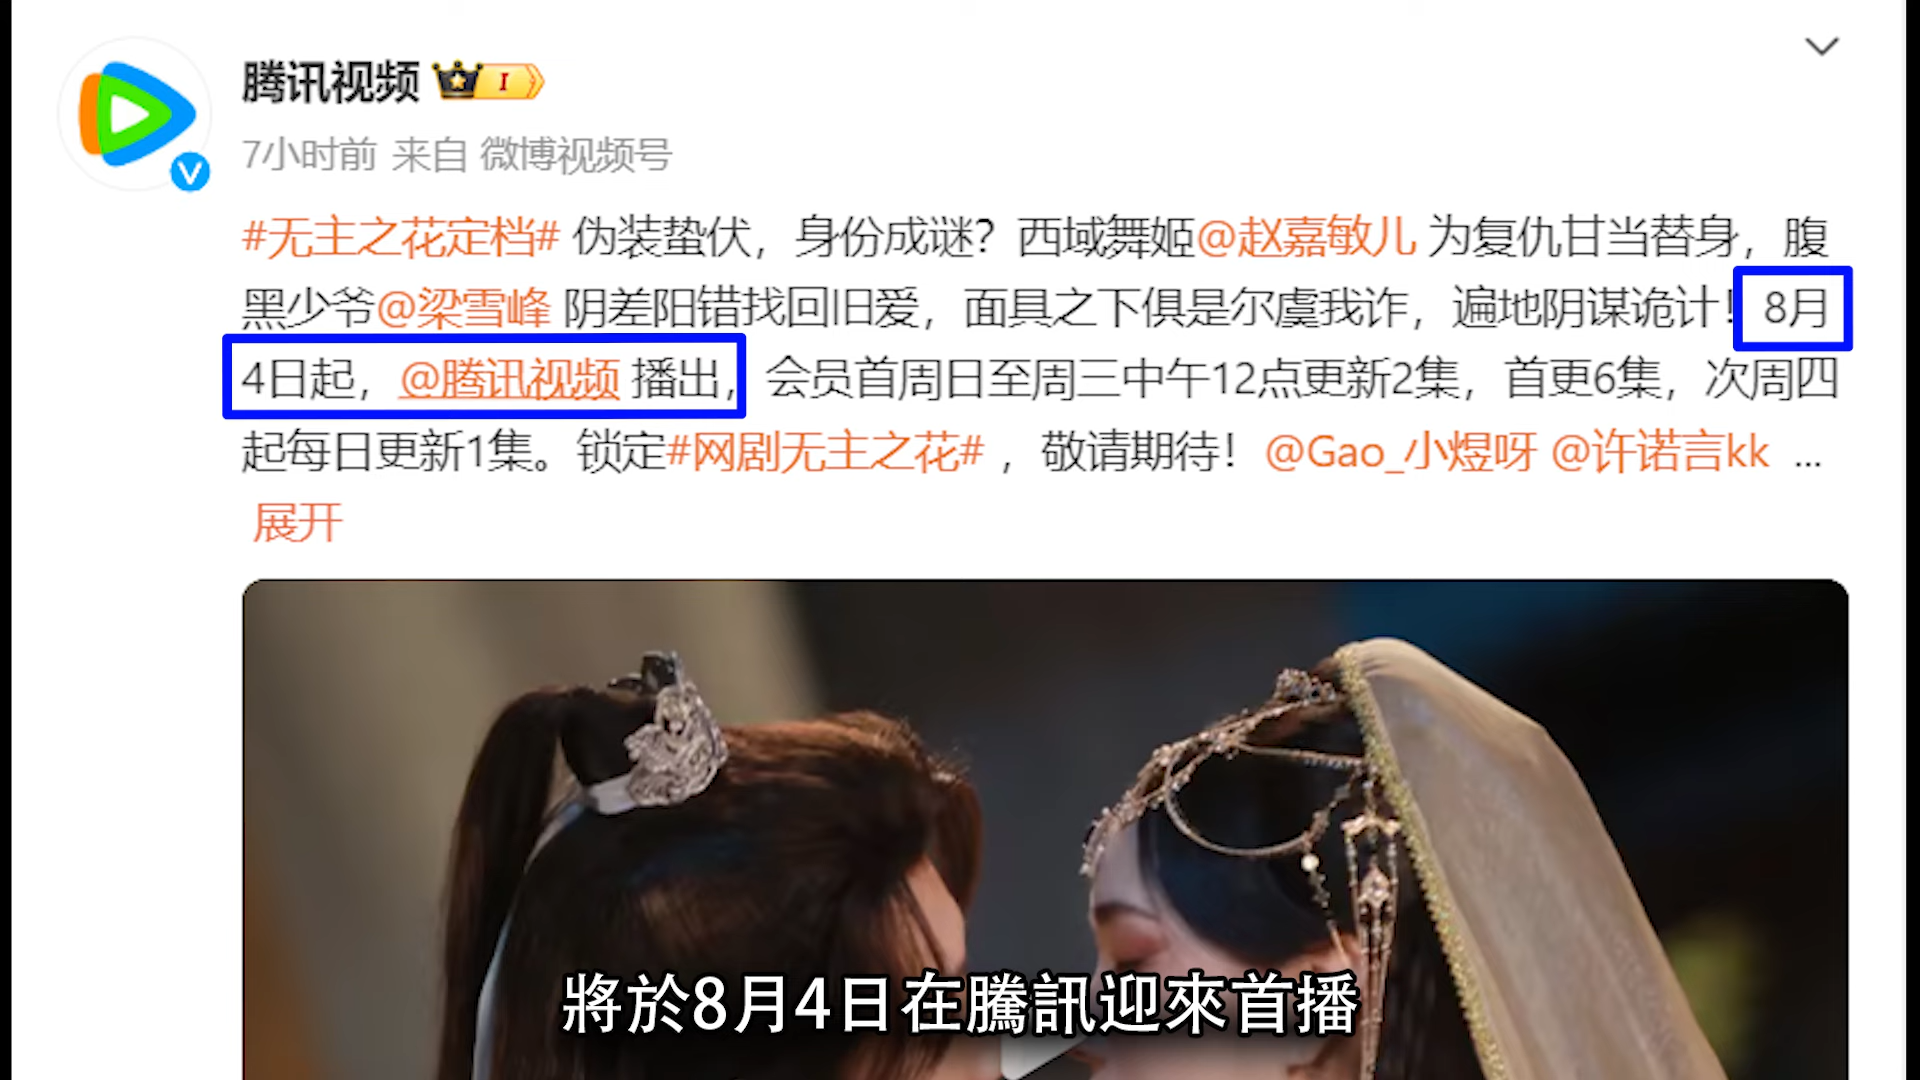 腾讯视频 I
7小时前 来自 微博视频号
#无主之花定档# 伪装蛰伏，身份成谜？西域舞姬@赵嘉敏儿 为复仇甘当替身，腹
黑少爷@梁雪峰 阴差阳错找回旧爱，面具之下俱是尔虞我诈，遍地阴谋诡计！8月
4日起，@腾讯视频 播出，会员首周日至周三中午12点更新2集，首更6集，次周四
起每日更新1集。锁定#网剧无主之花# ，敬请期待！@Gao_小煜呀 @许诺言kk ...
展开
將於8月4日在騰訊迎來首播